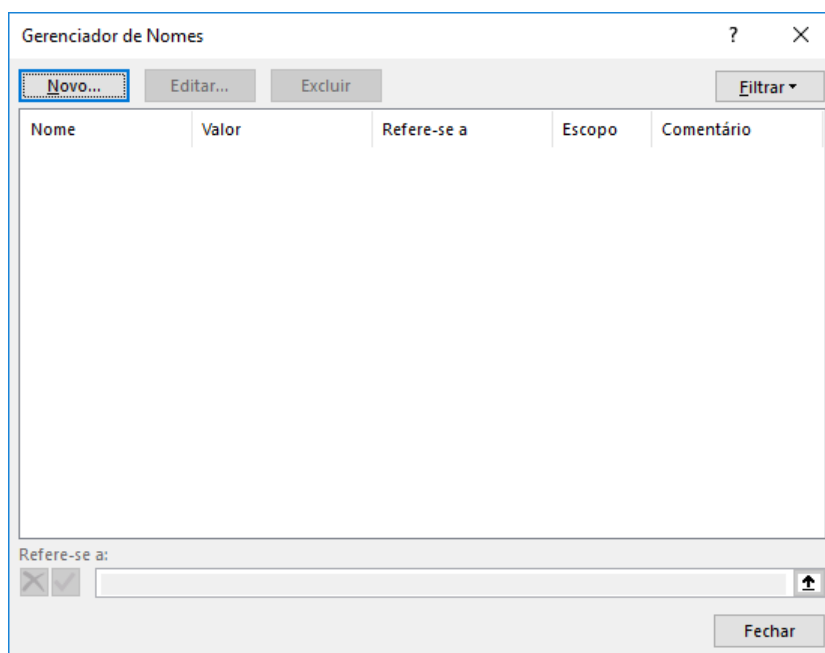 Gerenciador de Nomes ?
Novo... Editar... Excluir Filtrar
Nome Valor Refere-se a Escopo Comentário
Refere-se a:
Fechar